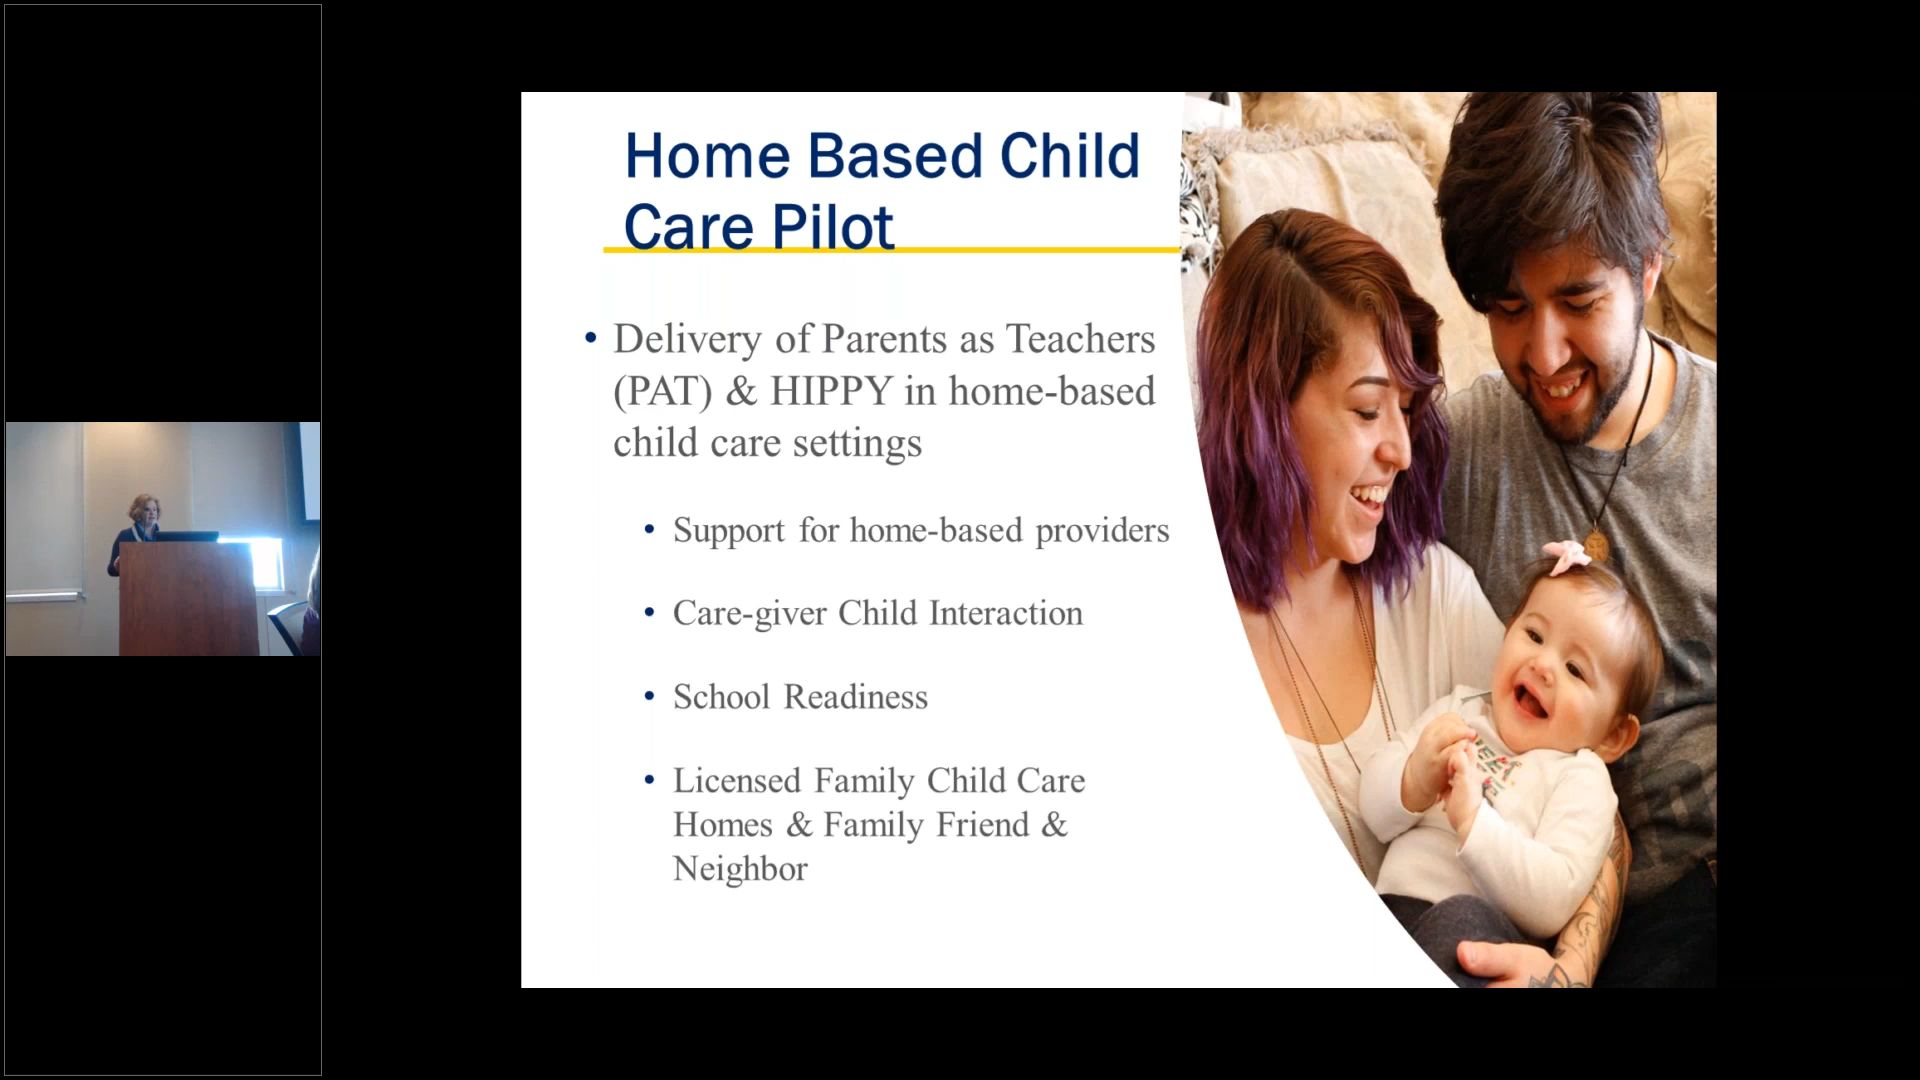 Home Based Child
Care Pilot
• Delivery of Parents as Teachers
(PAT) & HIPPY in home-based
child care settings
• Support for home-based providers
• Care-giver Child Interaction
• School Readiness
• Licensed Family Child Care
Homes & Family Friend &
Neighbor